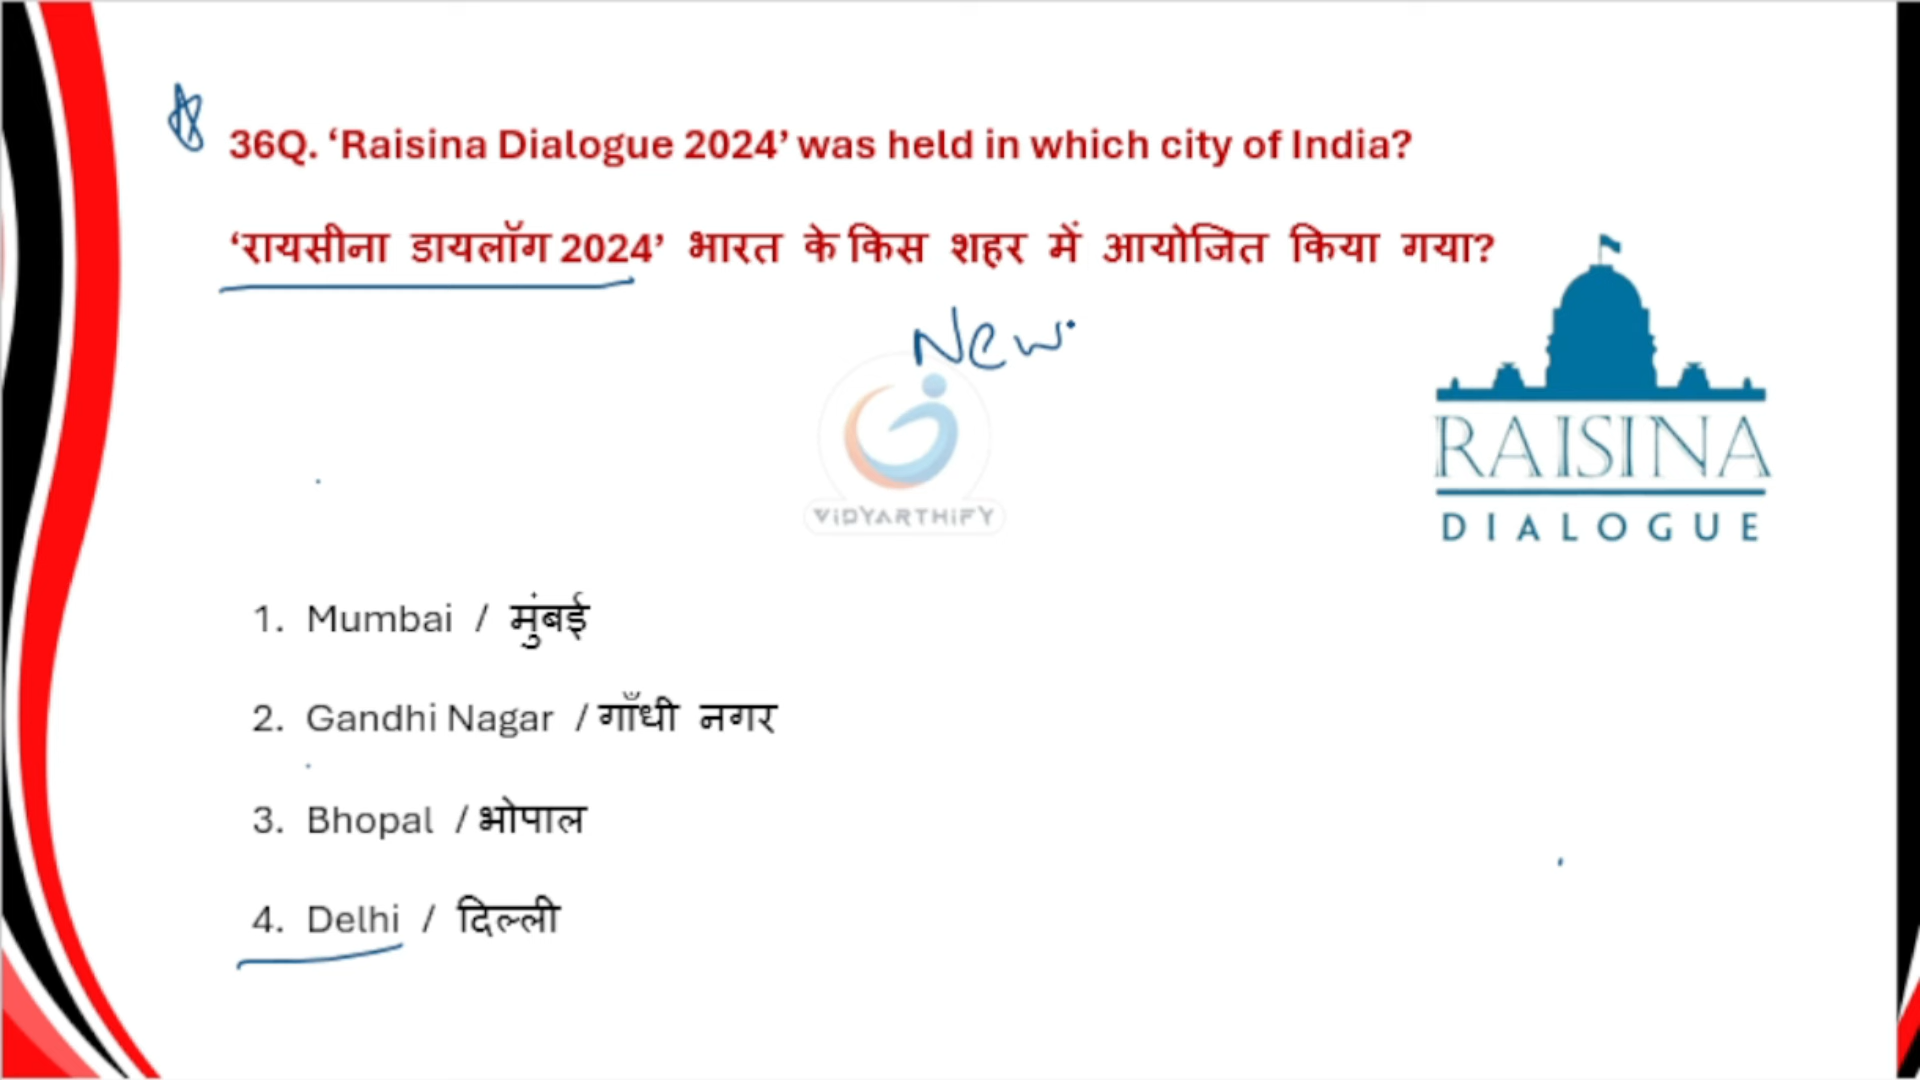 36Q. ‘Raisina Dialogue 2024’ was held in which city of India?
‘रायसीना डायलॉग 2024’ भारत के किस शहर में आयोजित किया गया?
New
RAISINA
DIALOGUE
ViDYARTHiFY
1. Mumbai / मुंबई
2. Gandhi Nagar / गाँधी नगर
3. Bhopal / भोपाल
4. Delhi / दिल्ली